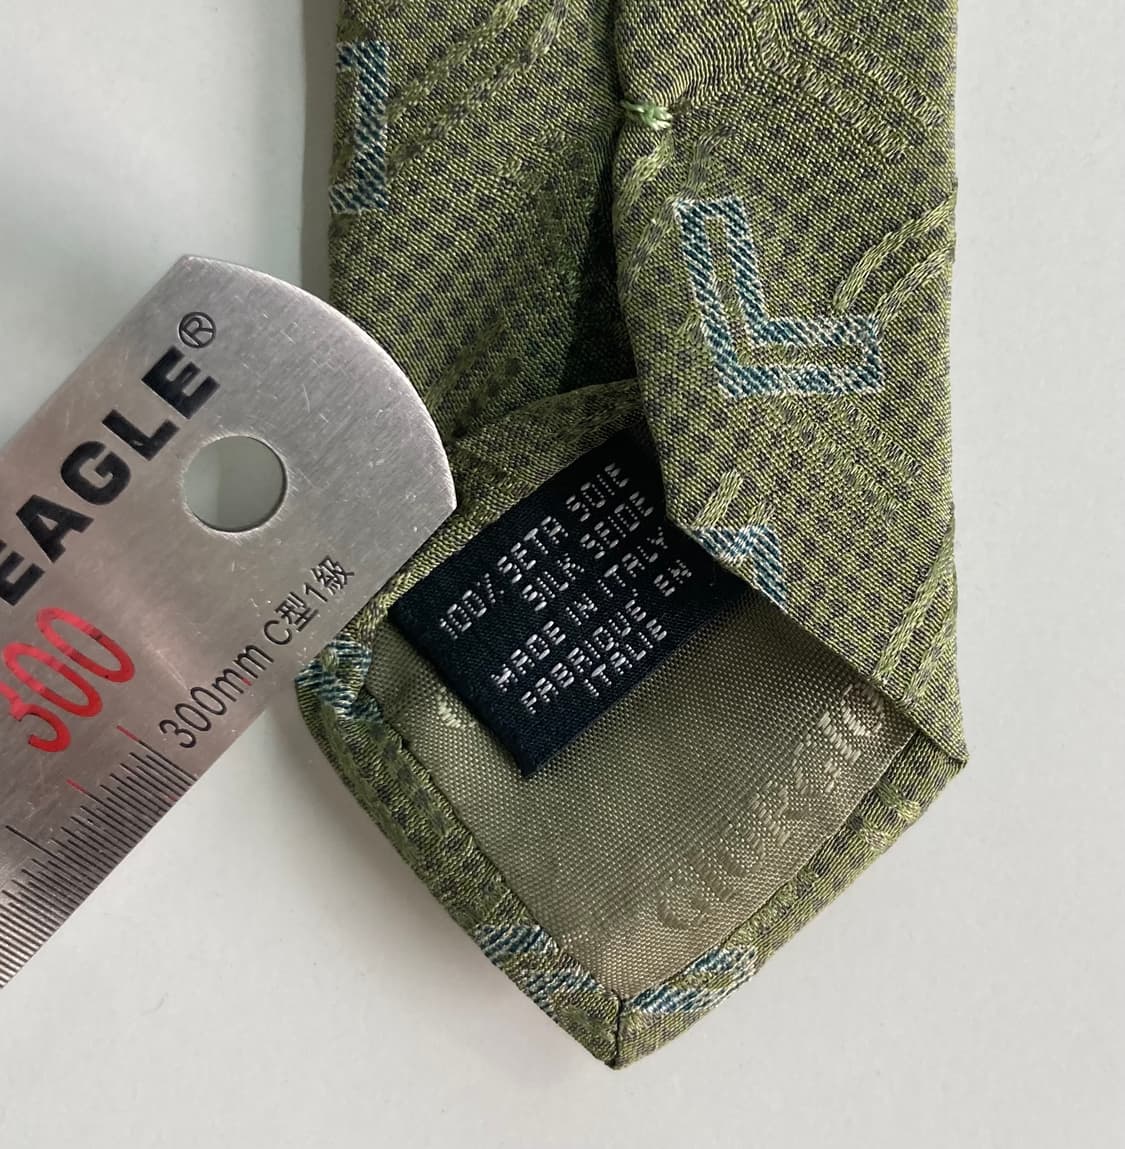 EAGLE®
300
300mm C型1級
100% SETA SOIE
SILK SEIDE
MADE IN ITALY
FABRIQUE' EN
ITALIE